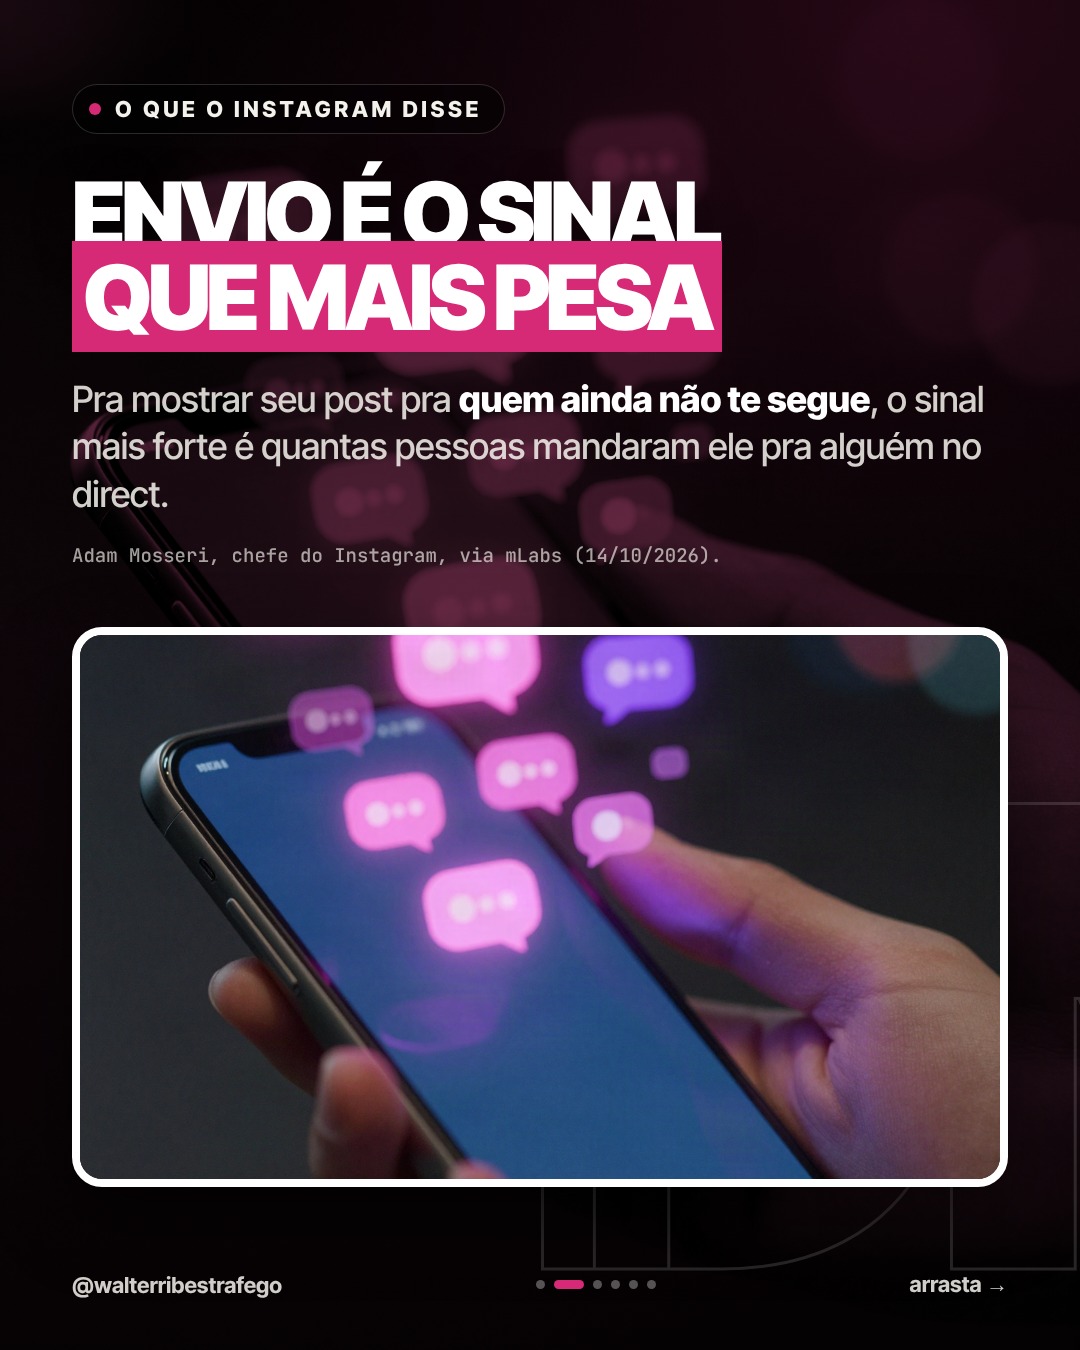 O QUE O INSTAGRAM DISSE
ENVIO É O SINAL
QUE MAIS PESA
Pra mostrar seu post pra quem ainda não te segue, o sinal
mais forte é quantas pessoas mandaram ele pra alguém no
direct.
Adam Mosseri, chefe do Instagram, via mLabs (14/10/2026).
@walterribestrafego
arrasta →